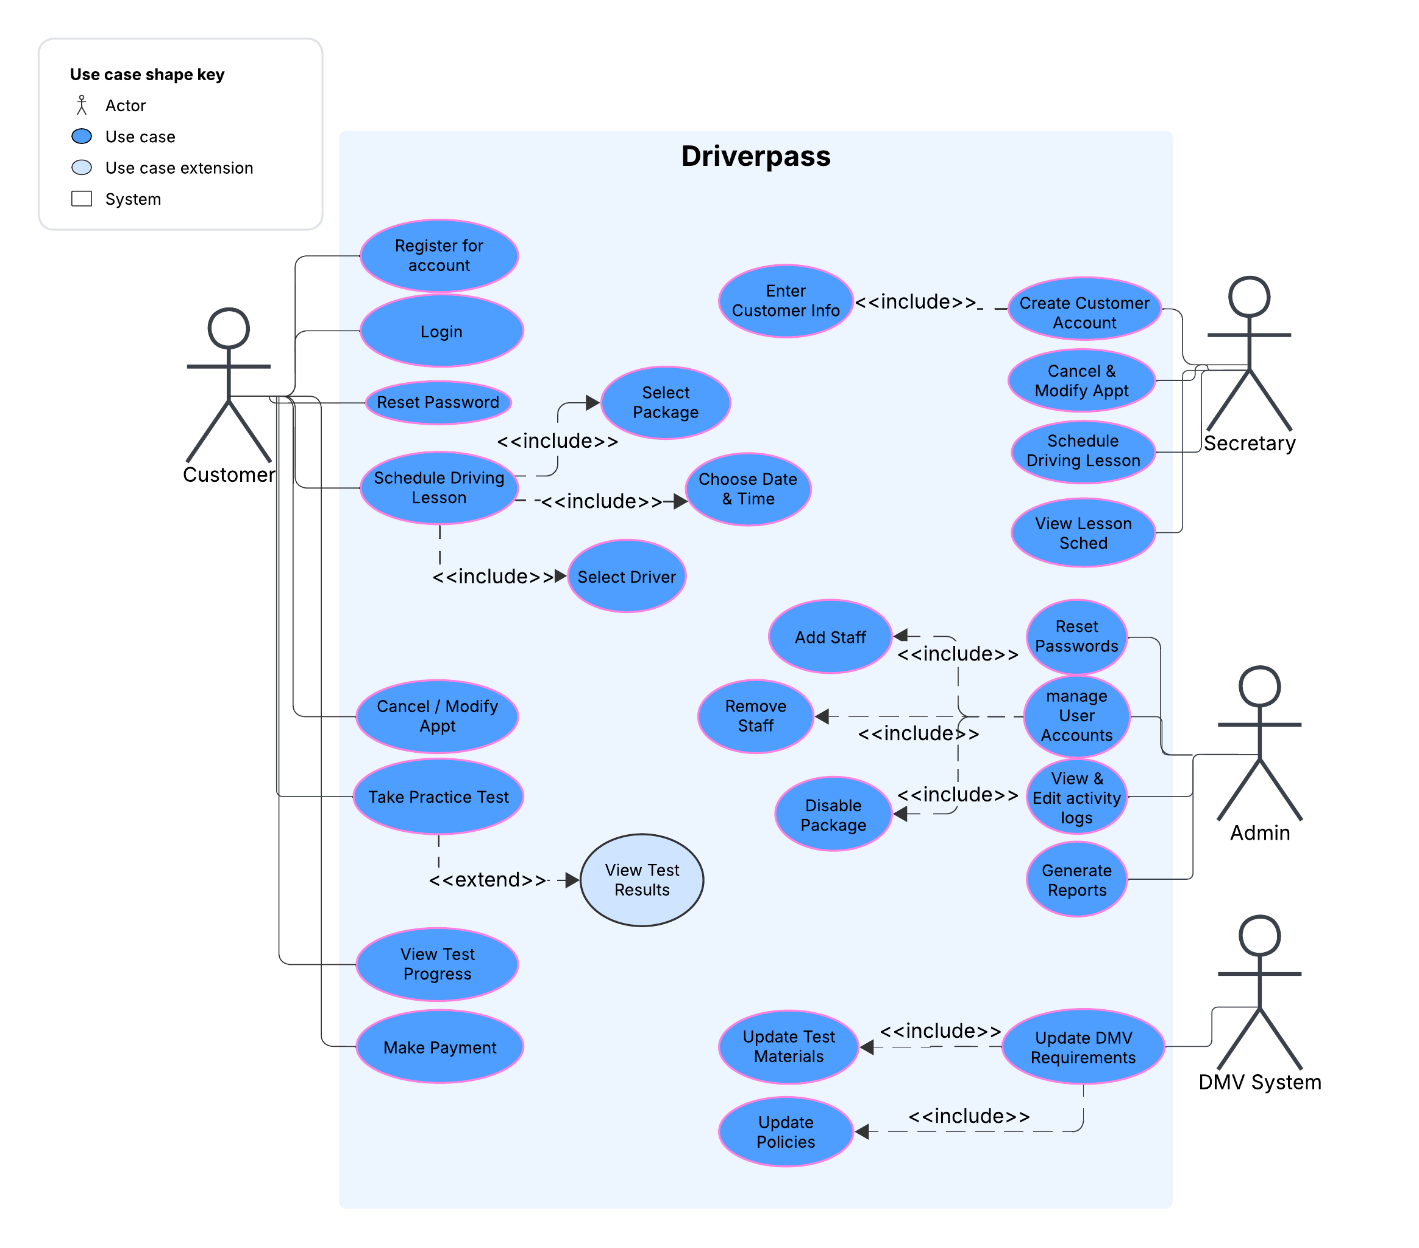 Use case shape key
Actor
Use case
Use case extension
System
Driverpass
Register for
account
Login
Reset Password
Schedule Driving
Lesson
<<include>>
Select
Package
<<include>>
Choose Date
& Time
<<include>>
Select Driver
Customer
Cancel / Modify
Appt
Take Practice Test
<<extend>>
View Test
Results
View Test
Progress
Make Payment
Enter
Customer Info
<<include>>
Create Customer
Account
Cancel &
Modify Appt
Schedule
Driving Lesson
View Lesson
Sched
Secretary
Add Staff
<<include>>
Remove
Staff
<<include>>
Disable
Package
<<include>>
Reset
Passwords
manage
User
Accounts
View &
Edit activity
logs
Generate
Reports
Admin
Update Test
Materials
<<include>>
Update DMV
Requirements
Update
Policies
<<include>>
DMV System